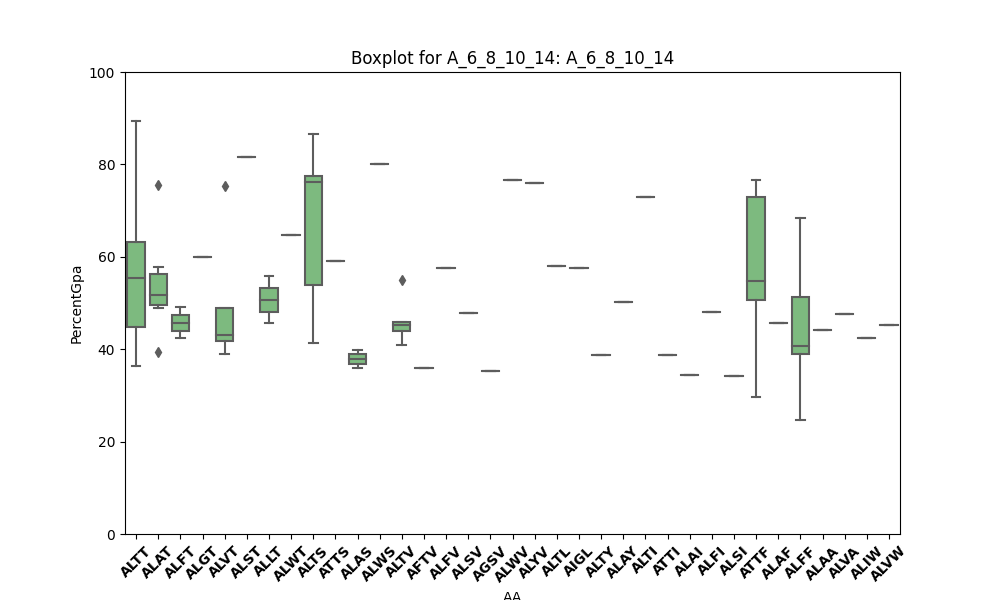 Boxplot for A_6_8_10_14: A_6_8_10_14
100
80
60
40
20
0
PercentGpa
ALTT ALAT ALFT ALGT ALVT ALST ALLT ALWT ALTS ATTS ALAS ALWS ALTV AFTV ALFV ALSV AGSV ALWV ALYV ALTL AIGL ALTY ALAY ALTI ATTI ALAI ALFI ALSI ATTF ALAF ALFF ALAA ALVA ALIW ALVW
AA